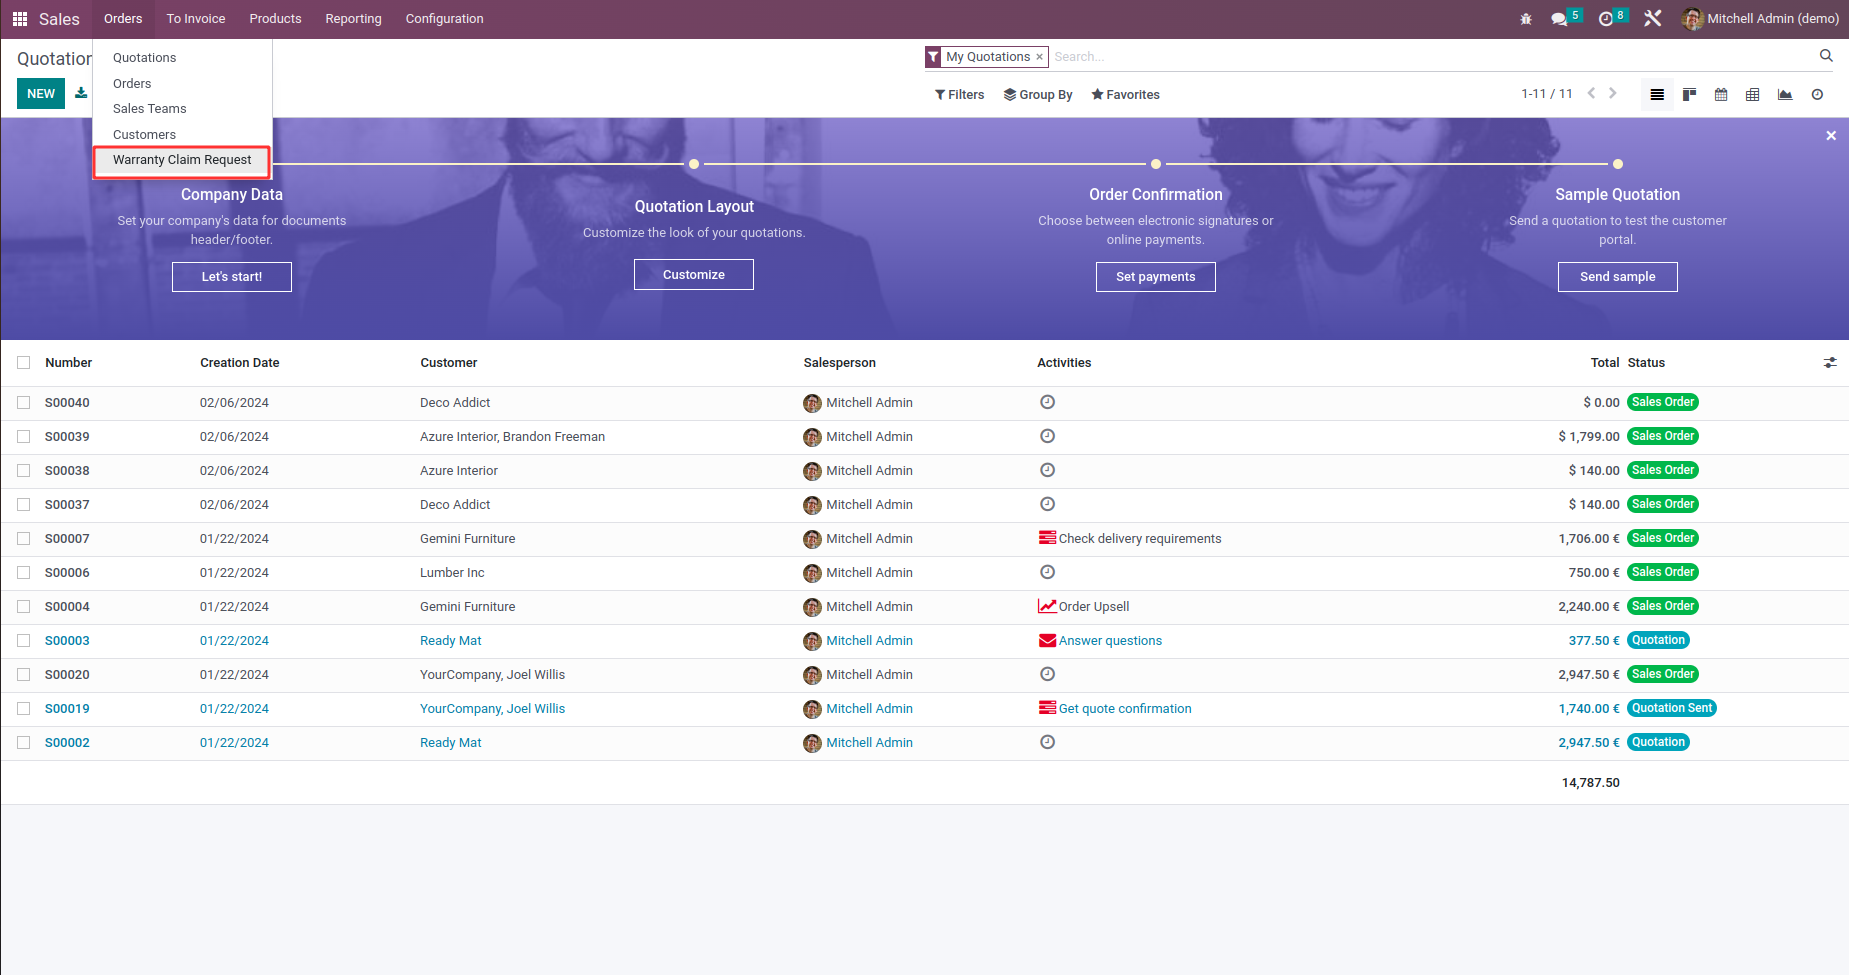 Sales Orders To Invoice Products Reporting Configuration 5 8 Mitchell Admin (demo)
Quotation
My Quotations × Search...
NEW
Filters Group By Favorites 1-11 / 11
Quotations
Orders
Sales Teams
Customers
Warranty Claim Request
Company Data
Set your company's data for documents
header/footer.
Let's start!
Quotation Layout
Customize the look of your quotations.
Customize
Order Confirmation
Choose between electronic signatures or
online payments.
Set payments
Sample Quotation
Send a quotation to test the customer
portal.
Send sample
Number Creation Date Customer Salesperson Activities Total Status
S00040 02/06/2024 Deco Addict Mitchell Admin $ 0.00 Sales Order
S00039 02/06/2024 Azure Interior, Brandon Freeman Mitchell Admin $ 1,799.00 Sales Order
S00038 02/06/2024 Azure Interior Mitchell Admin $ 140.00 Sales Order
S00037 02/06/2024 Deco Addict Mitchell Admin $ 140.00 Sales Order
S00007 01/22/2024 Gemini Furniture Mitchell Admin Check delivery requirements 1,706.00 € Sales Order
S00006 01/22/2024 Lumber Inc Mitchell Admin 750.00 € Sales Order
S00004 01/22/2024 Gemini Furniture Mitchell Admin Order Upsell 2,240.00 € Sales Order
S00003 01/22/2024 Ready Mat Mitchell Admin Answer questions 377.50 € Quotation
S00020 01/22/2024 YourCompany, Joel Willis Mitchell Admin 2,947.50 € Sales Order
S00019 01/22/2024 YourCompany, Joel Willis Mitchell Admin Get quote confirmation 1,740.00 € Quotation Sent
S00002 01/22/2024 Ready Mat Mitchell Admin 2,947.50 € Quotation
14,787.50